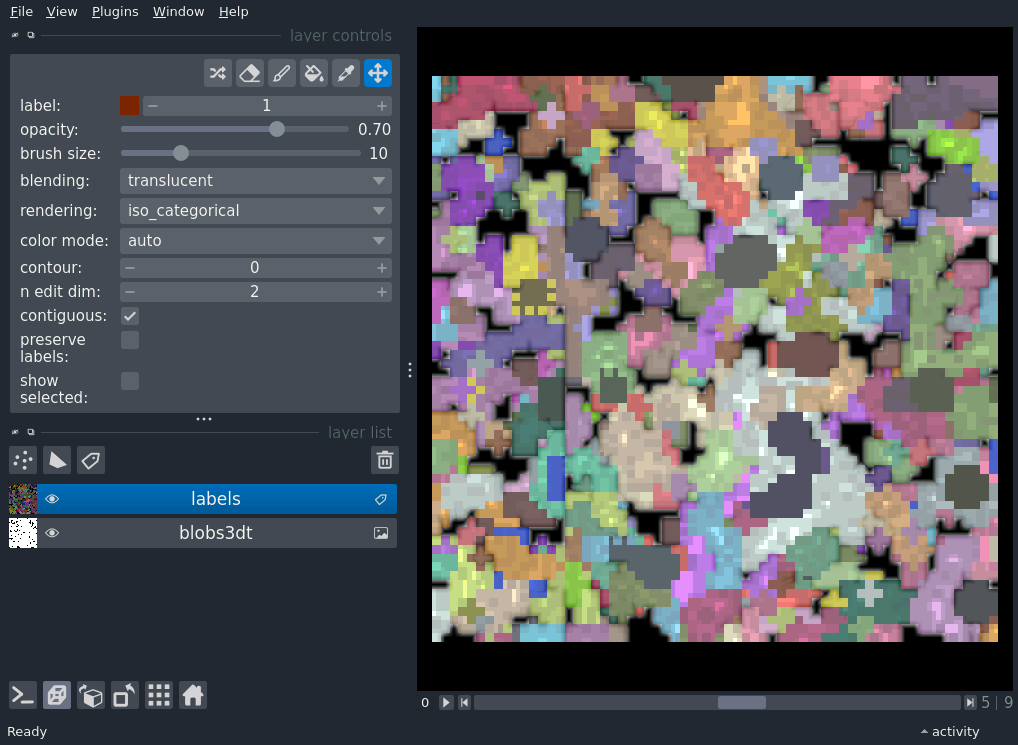 File View Plugins Window Help
layer controls
label: 1
opacity: 0.70
brush size: 10
blending: translucent
rendering: iso_categorical
color mode: auto
contour: 0
n edit dim: 2
contiguous:
preserve
labels:
show
selected:
layer list
labels
blobs3dt
0 5 | 9
Ready activity